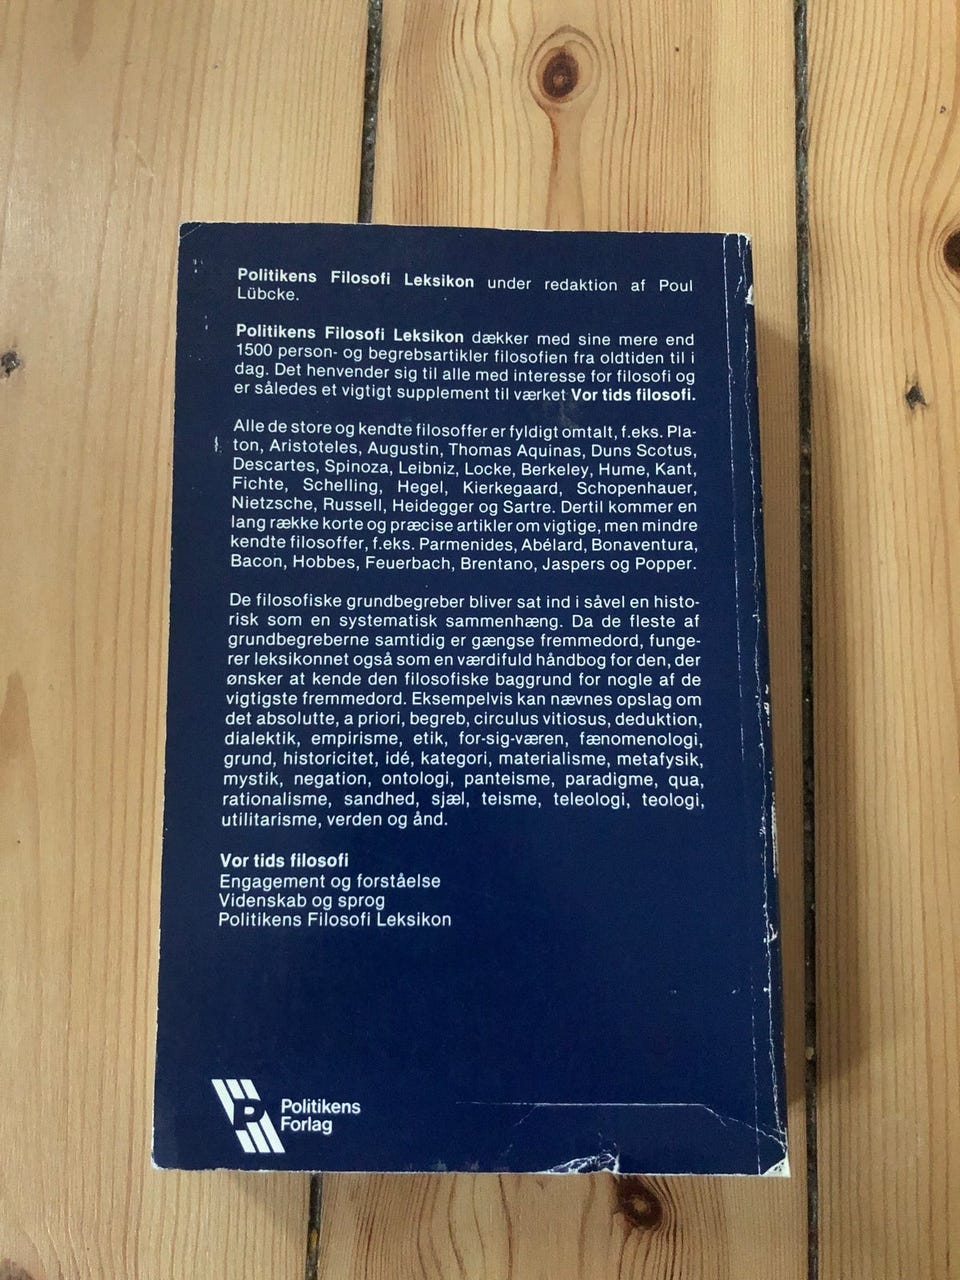 Politikens Filosofi Leksikon under redaktion af Poul
Lübcke.
Politikens Filosofi Leksikon dækker med sine mere end
1500 person- og begrebsartikler filosofien fra oldtiden til i
dag. Det henvender sig til alle med interesse for filosofi og
er således et vigtigt supplement til værket Vor tids filosofi.
Alle de store og kendte filosoffer er fyldigt omtalt, f.eks. Pla-
ton, Aristoteles, Augustin, Thomas Aquinas, Duns Scotus,
Descartes, Spinoza, Leibniz, Locke, Berkeley, Hume, Kant,
Fichte, Schelling, Hegel, Kierkegaard, Schopenhauer,
Nietzsche, Russell, Heidegger og Sartre. Dertil kommer en
lang række korte og præcise artikler om vigtige, men mindre
kendte filosoffer, f.eks. Parmenides, Abélard, Bonaventura,
Bacon, Hobbes, Feuerbach, Brentano, Jaspers og Popper.
De filosofiske grundbegreber bliver sat ind i såvel en histo-
risk som en systematisk sammenhæng. Da de fleste af
grundbegreberne samtidig er gængse fremmedord, funge-
rer leksikonnet også som en værdifuld håndbog for den, der
ønsker at kende den filosofiske baggrund for nogle af de
vigtigste fremmedord. Eksempelvis kan nævnes opslag om
det absolutte, a priori, begreb, circulus vitiosus, deduktion,
dialektik, empirisme, etik, for-sig-væren, fænomenologi,
grund, historicitet, idé, kategori, materialisme, metafysik,
mystik, negation, ontologi, panteisme, paradigme, qua,
rationalisme, sandhed, sjæl, teisme, teleologi, teologi,
utilitarisme, verden og ånd.
Vor tids filosofi
Engagement og forståelse
Videnskab og sprog
Politikens Filosofi Leksikon
P
Politikens
Forlag